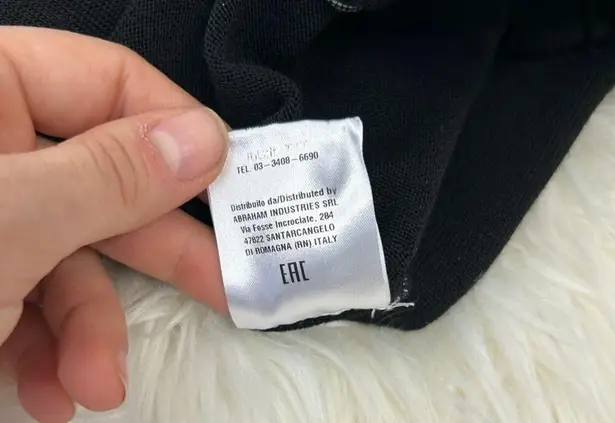 TEL. 03-3408-6690
Distribuito da/Distributed by
ABRAHAM INDUSTRIES SRL
Via Fosse Incrociate, 284
47822 SANTARCANGELO
DI ROMAGNA (RN) ITALY
EAC